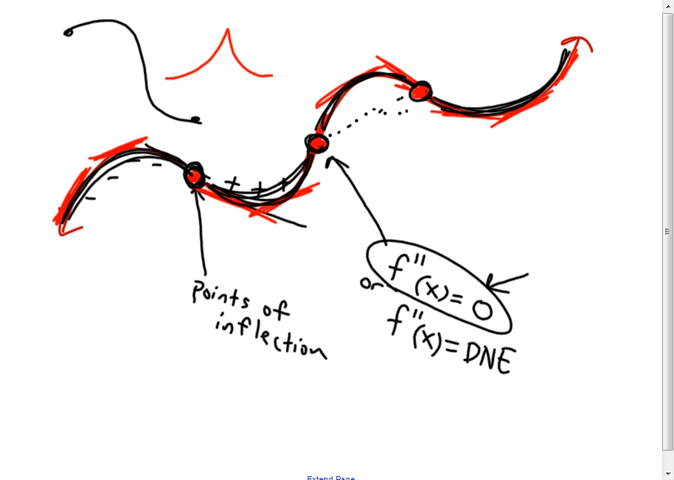 Points of
inflection
f''(x) = 0
or
f''(x) = DNE
Extend Page